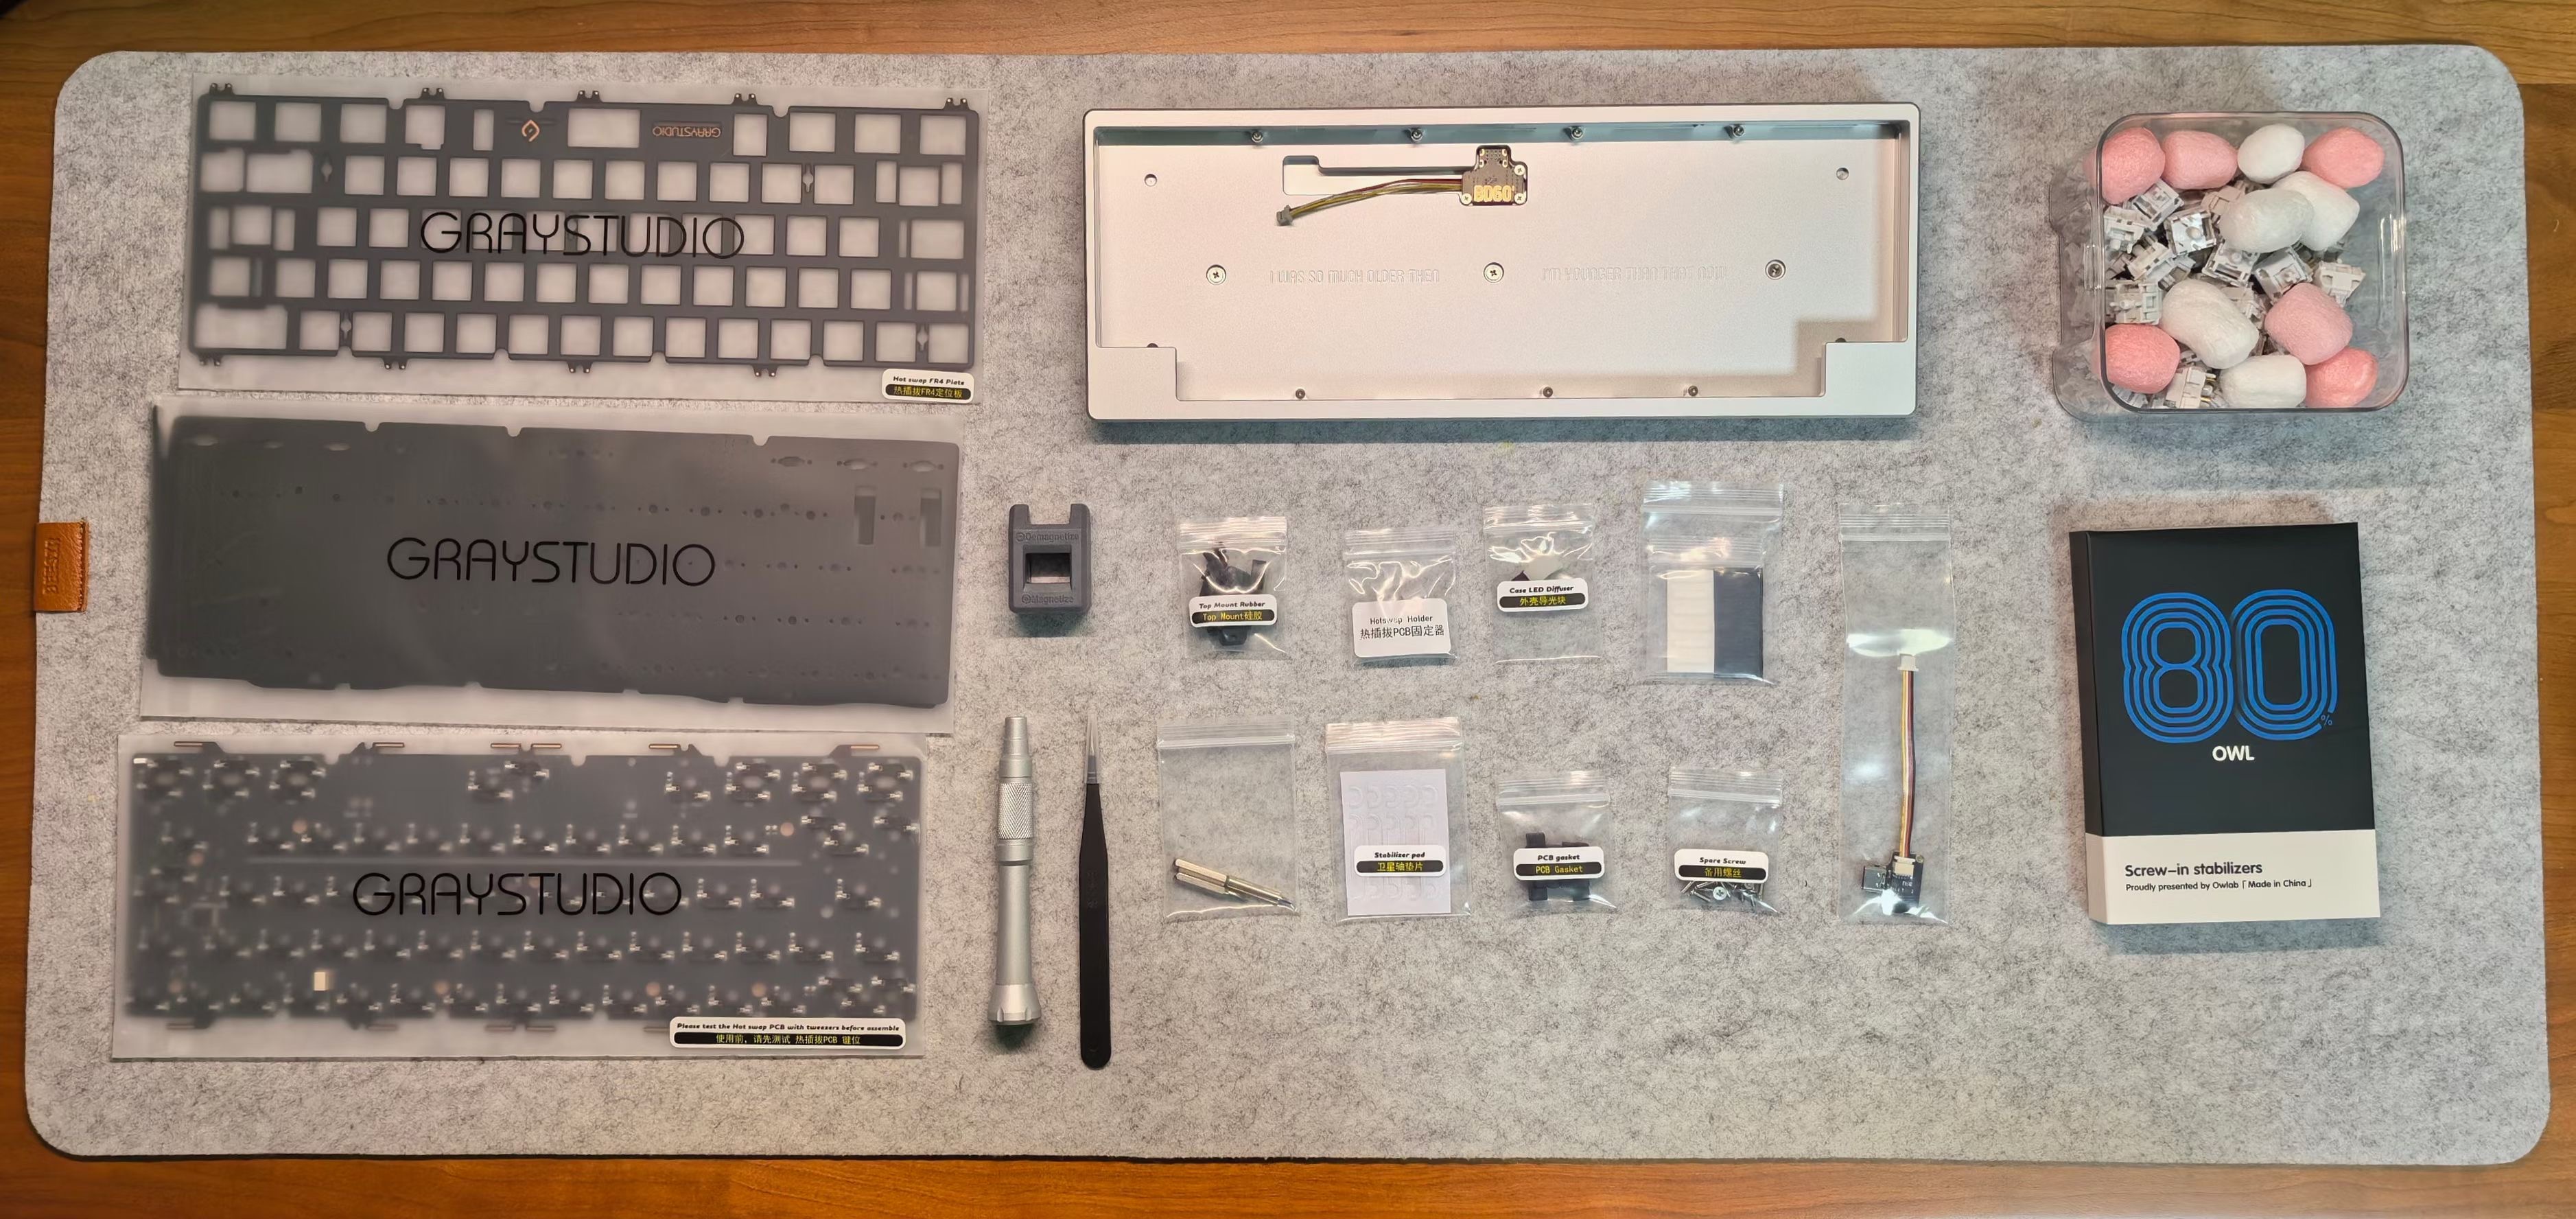 GRAYSTUDIO
GRAYSTUDIO
Hot swap FR4 Plate
热插拔FR4定位板
GRAYSTUDIO
GRAYSTUDIO
Please test the Hot swap PCB with tweezers before assemble
使用前，请先测试 热插拔PCB 键位
BD60
I WAS SO MUCH OLDER THEN
I'M YOUNGER THAN THAT NOW
Demagnetize
Magnetize
Top Mount Rubber
Top Mount硅胶
Hotswap Holder
热插拔PCB固定器
Case LED Diffuser
外壳导光块
Stabilizer pad
卫星轴垫片
PCB gasket
PCB Gasket
Spare Screw
备用螺丝
80%
OWL
Screw-in stabilizers
Proudly presented by Owlab「Made in China」